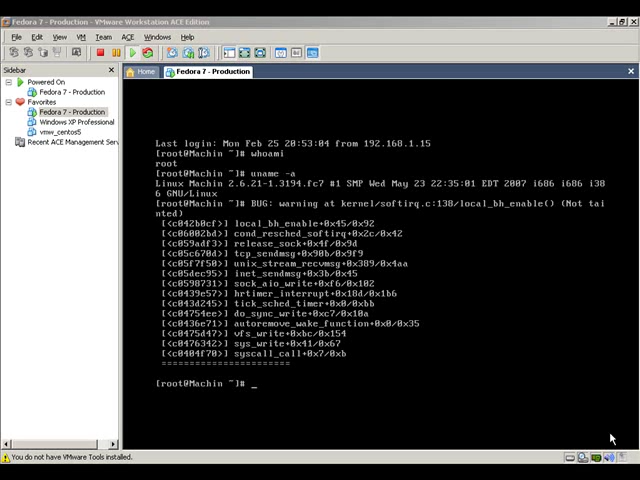 Fedora 7 - Production - VMware Workstation ACE Edition
File Edit View VM Team ACE Windows Help
Sidebar
Powered On
Fedora 7 - Production
Favorites
Fedora 7 - Production
Windows XP Professional
vmw_centos5
Recent ACE Management Serv
Home Fedora 7 - Production
Last login: Mon Feb 25 20:53:04 from 192.168.1.15
[root@Machin ~]# whoami
root
[root@Machin ~]# uname -a
Linux Machin 2.6.21-1.3194.fc7 #1 SMP Wed May 23 22:35:01 EDT 2007 i686 i686 i38
6 GNU/Linux
[root@Machin ~]# BUG: warning at kernel/softirq.c:138/local_bh_enable() (Not tai
nted)
[<c042b0cf>] local_bh_enable+0x45/0x92
[<c06002bd>] cond_resched_softirq+0x2c/0x42
[<c059adf3>] release_sock+0x4f/0x9d
[<c05c670d>] tcp_sendmsg+0x90b/0x9f9
[<c05f7f50>] unix_stream_recvmsg+0x389/0x4aa
[<c05dec95>] inet_sendmsg+0x3b/0x45
[<c0598731>] sock_aio_write+0xf6/0x102
[<c0439e57>] hrtimer_interrupt+0x18d/0x1b6
[<c043d245>] tick_sched_timer+0x0/0xbb
[<c04754ee>] do_sync_write+0xc7/0x10a
[<c0436e71>] autoremove_wake_function+0x0/0x35
[<c0475d47>] vfs_write+0xbc/0x154
[<c0476342>] sys_write+0x41/0x67
[<c0404f70>] syscall_call+0x7/0xb
=======================
[root@Machin ~]# _
You do not have VMware Tools installed.